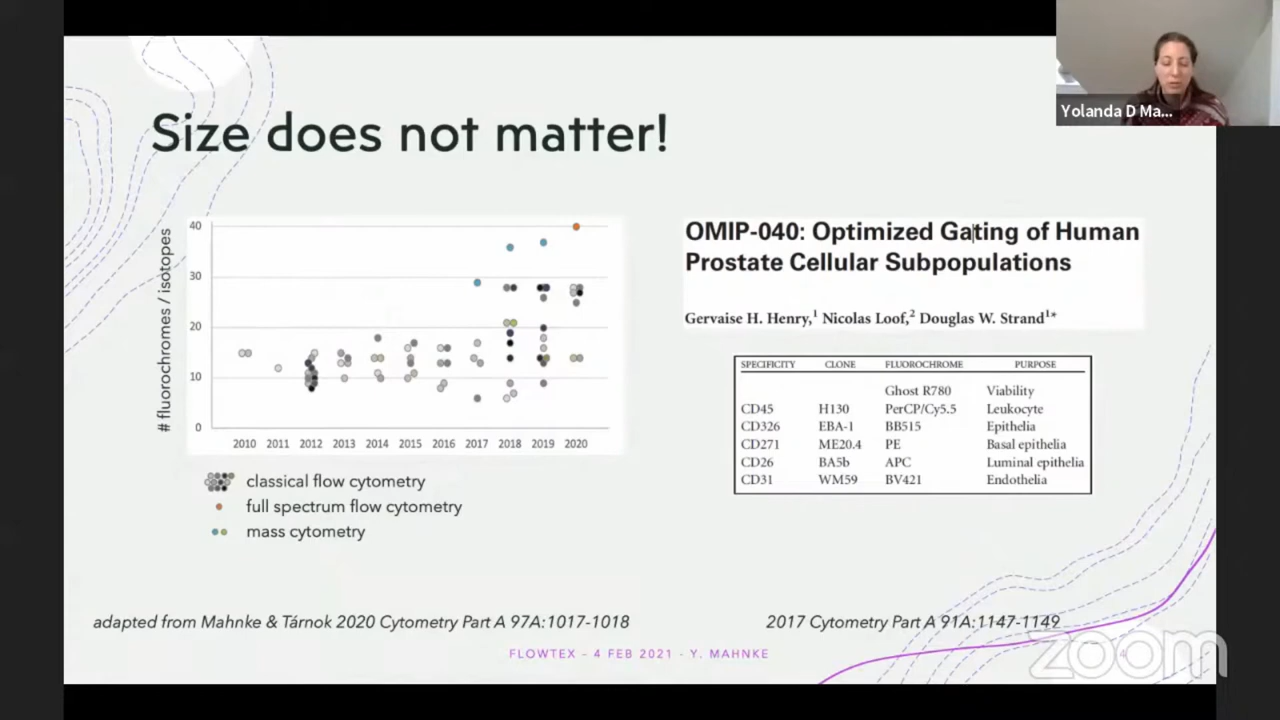 Yolanda D Ma...
Size does not matter!
# fluorochromes / isotopes
40
30
20
10
0
2010 2011 2012 2013 2014 2015 2016 2017 2018 2019 2020
classical flow cytometry
full spectrum flow cytometry
mass cytometry
adapted from Mahnke & Tárnok 2020 Cytometry Part A 97A:1017-1018
OMIP-040: Optimized Gating of Human
Prostate Cellular Subpopulations
Gervaise H. Henry,1 Nicolas Loof,2 Douglas W. Strand1*
SPECIFICITY CLONE FLUOROCHROME PURPOSE
Ghost R780 Viability
CD45 H130 PerCP/Cy5.5 Leukocyte
CD326 EBA-1 BB515 Epithelia
CD271 ME20.4 PE Basal epithelia
CD26 BA5b APC Luminal epithelia
CD31 WM59 BV421 Endothelia
2017 Cytometry Part A 91A:1147-1149
FLOWTEX – 4 FEB 2021 - Y. MAHNKE
zoom